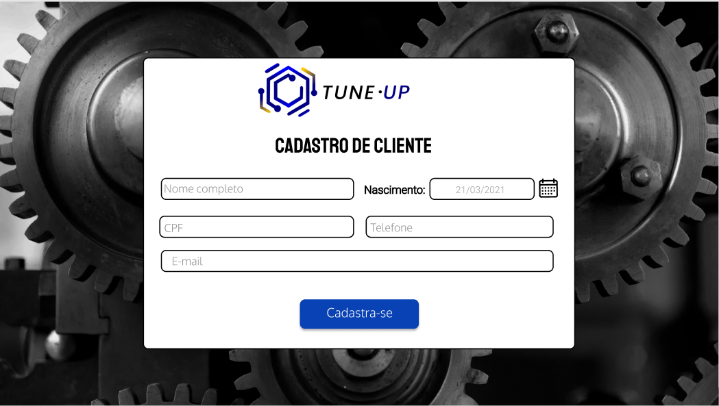 TUNE·UP
CADASTRO DE CLIENTE
Nome completo Nascimento: 21/03/2021
CPF Telefone
E-mail
Cadastra-se